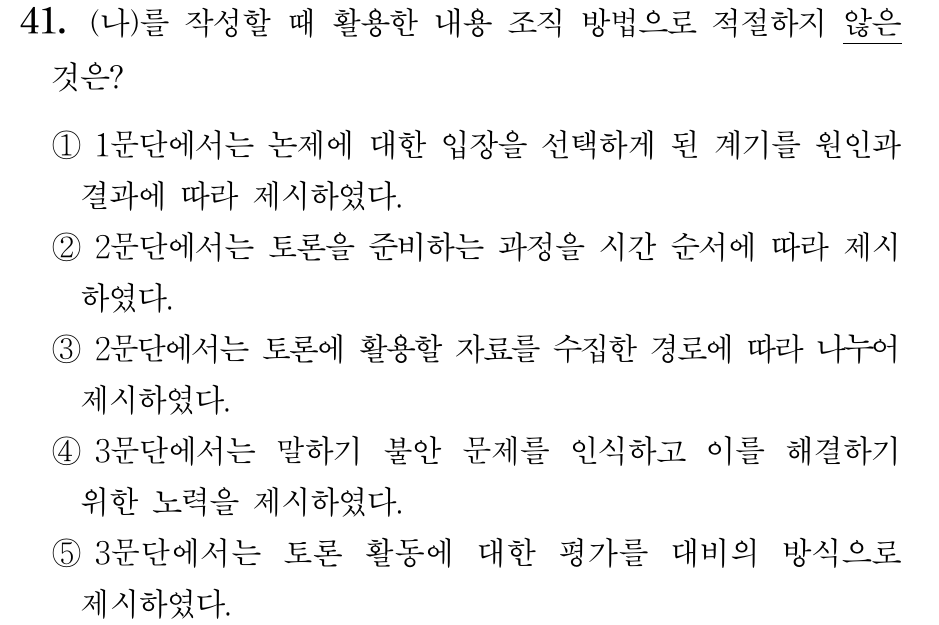 41. (나)를 작성할 때 활용한 내용 조직 방법으로 적절하지 않은
것은?
① 1문단에서는 논제에 대한 입장을 선택하게 된 계기를 원인과
결과에 따라 제시하였다.
② 2문단에서는 토론을 준비하는 과정을 시간 순서에 따라 제시
하였다.
③ 2문단에서는 토론에 활용할 자료를 수집한 경로에 따라 나누어
제시하였다.
④ 3문단에서는 말하기 불안 문제를 인식하고 이를 해결하기
위한 노력을 제시하였다.
⑤ 3문단에서는 토론 활동에 대한 평가를 대비의 방식으로
제시하였다.